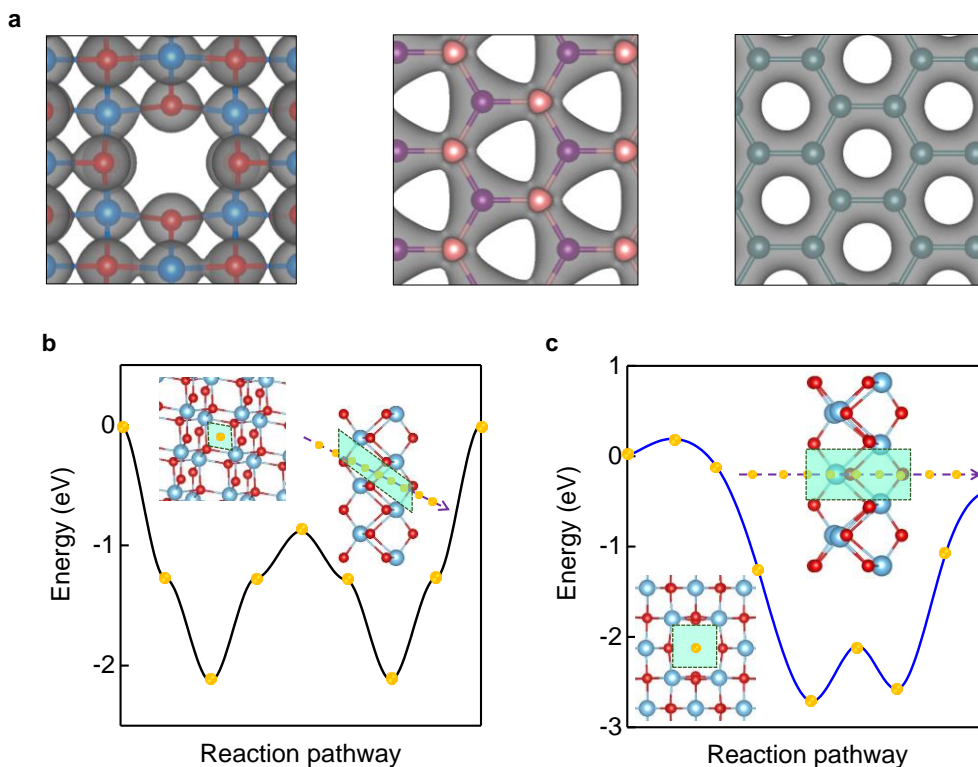 a
b
0
-1
-2
Energy (eV)
Reaction pathway
c
1
0
-1
-2
-3
Energy (eV)
Reaction pathway